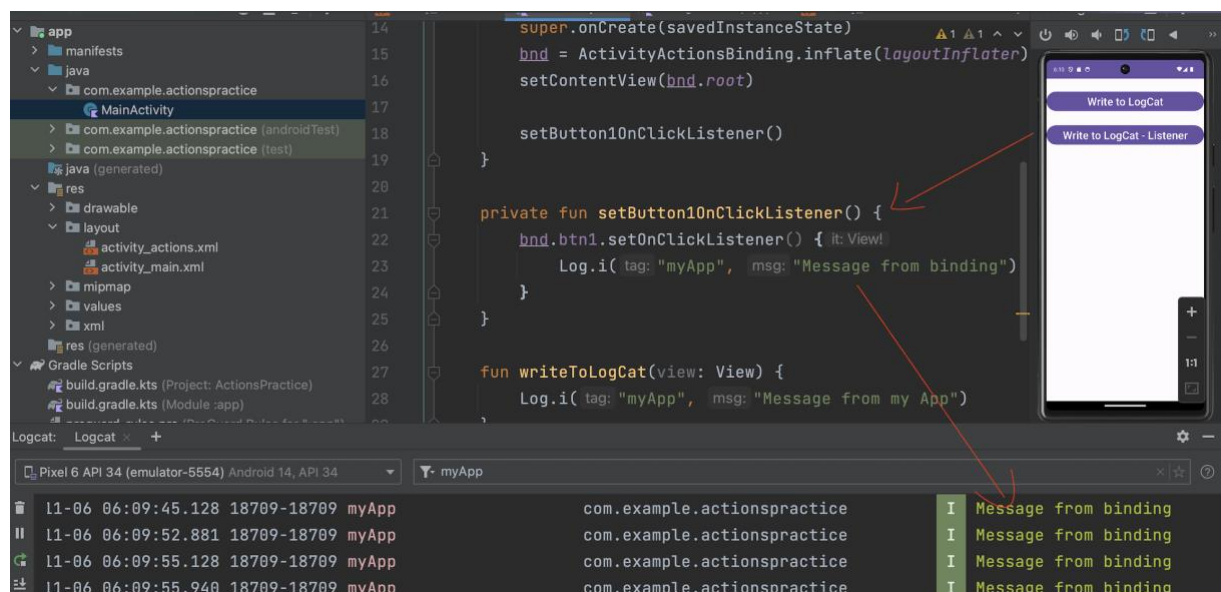 app
manifests
java
com.example.actionspractice
MainActivity
com.example.actionspractice (androidTest)
com.example.actionspractice (test)
java (generated)
res
drawable
layout
activity_actions.xml
activity_main.xml
mipmap
values
xml
res (generated)
Gradle Scripts
build.gradle.kts (Project: ActionsPractice)
build.gradle.kts (Module :app)
14 super.onCreate(savedInstanceState)
15 bnd = ActivityActionsBinding.inflate(layoutInflater)
16 setContentView(bnd.root)
17
18 setButton1OnClickListener()
19 }
20
21 private fun setButton1OnClickListener() {
22 bnd.btn1.setOnClickListener() { it: View!
23 Log.i( tag: "myApp", msg: "Message from binding")
24 }
25 }
26
27 fun writeToLogCat(view: View) {
28 Log.i( tag: "myApp", msg: "Message from my App")
1 1
Write to LogCat
Write to LogCat - Listener
1:1
Logcat: Logcat
Pixel 6 API 34 (emulator-5554) Android 14, API 34
myApp
11-06 06:09:45.128 18709-18709 myApp com.example.actionspractice I Message from binding
11-06 06:09:52.881 18709-18709 myApp com.example.actionspractice I Message from binding
11-06 06:09:55.128 18709-18709 myApp com.example.actionspractice I Message from binding
11-06 06:09:55.940 18709-18709 myApp com.example.actionspractice I Message from binding